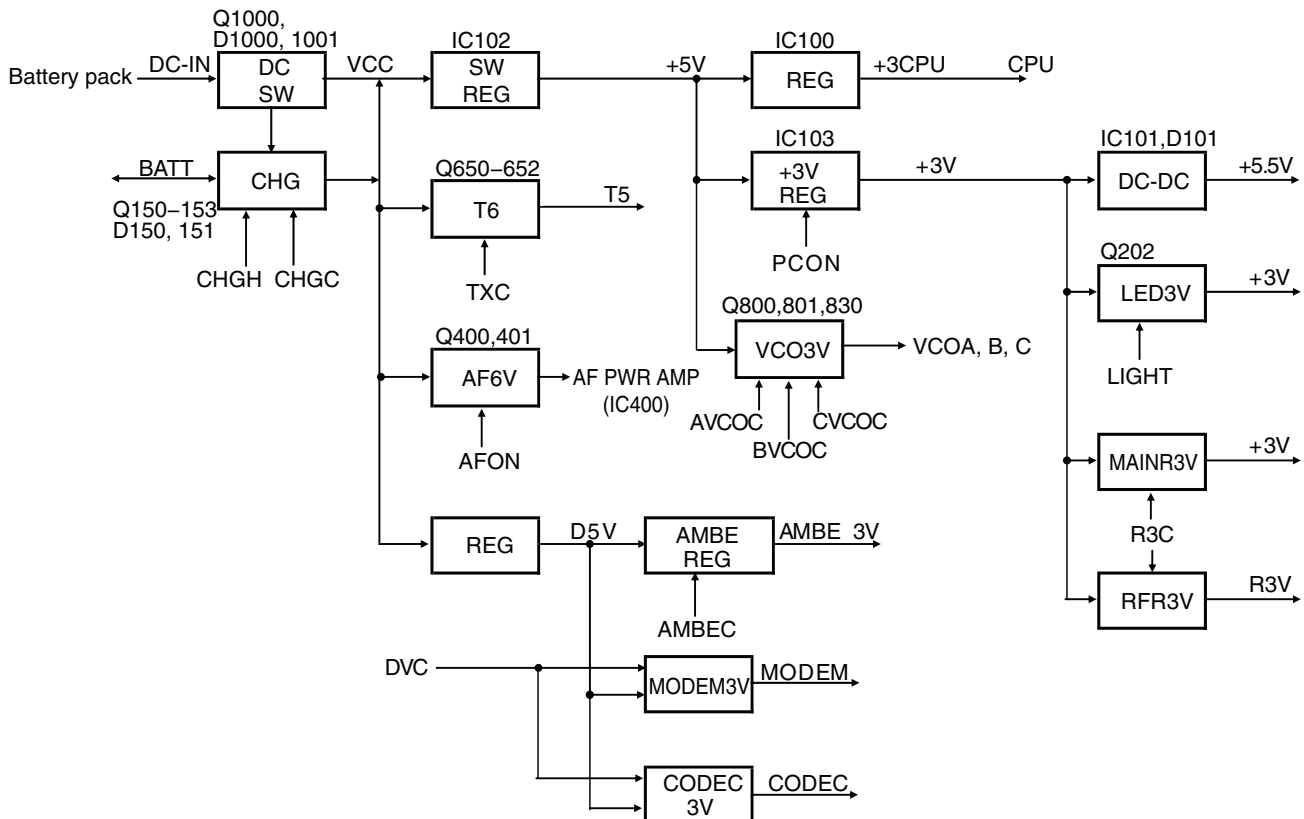 Q1000,
D1000, 1001
Battery pack
DC-IN
DC
SW
VCC
IC102
SW
REG
+5V
IC100
REG
+3CPU
CPU
BATT
CHG
Q150–153
D150, 151
CHGH
CHGC
Q650–652
T6
T5
TXC
IC103
+3V
REG
+3V
PCON
IC101,D101
DC-DC
+5.5V
Q202
LED3V
+3V
LIGHT
Q800,801,830
VCO3V
VCOA, B, C
AVCOC
BVCOC
CVCOC
Q400,401
AF6V
AF PWR AMP
(IC400)
AFON
MAINR3V
+3V
R3C
RFR3V
R3V
REG
D5V
AMBE
REG
AMBE 3V
AMBEC
DVC
MODEM3V
MODEM
CODEC
3V
CODEC